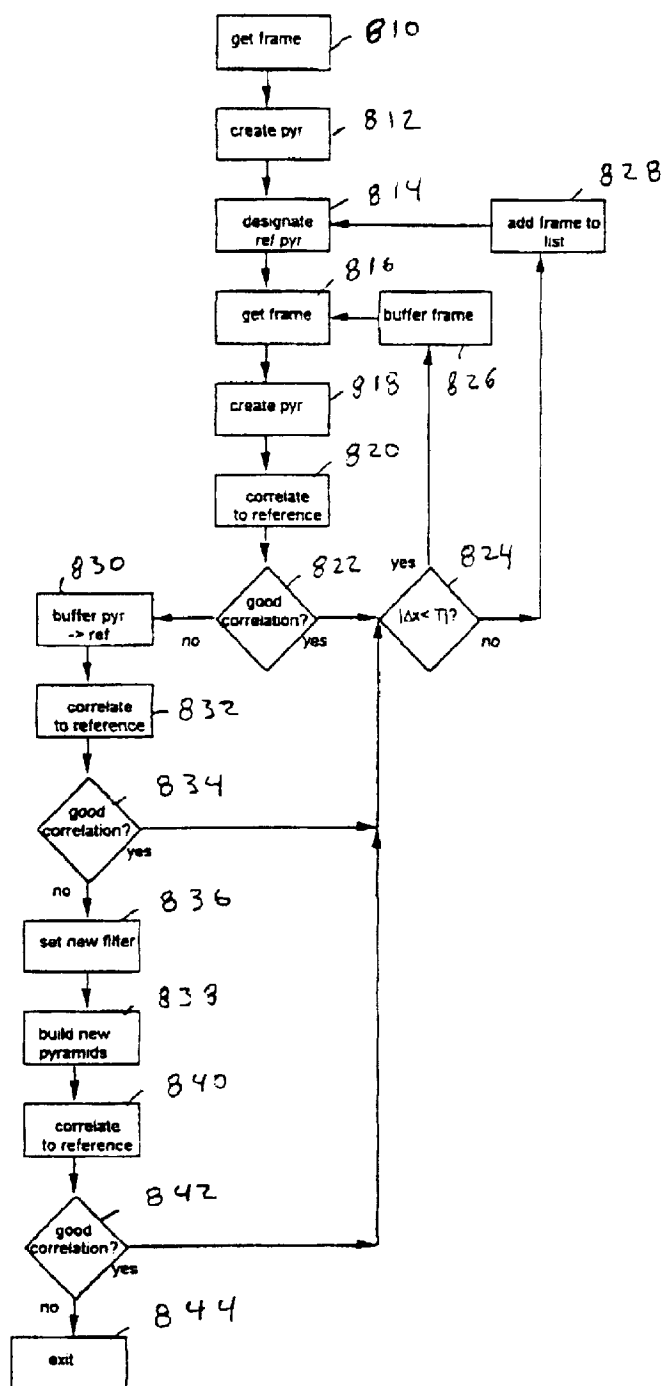 810
get frame
812
create pyr
814
828
designate
ref pyr
add frame to
list
816
get frame
buffer frame
818
826
create pyr
820
correlate
to reference
830
822
yes
824
buffer pyr
-> ref
no
good
correlation?
yes
|Δx< T|?
no
correlate
to reference
832
834
good
correlation?
yes
no
836
set new filter
838
build new
pyramids
840
correlate
to reference
842
good
correlation?
yes
no
844
exit